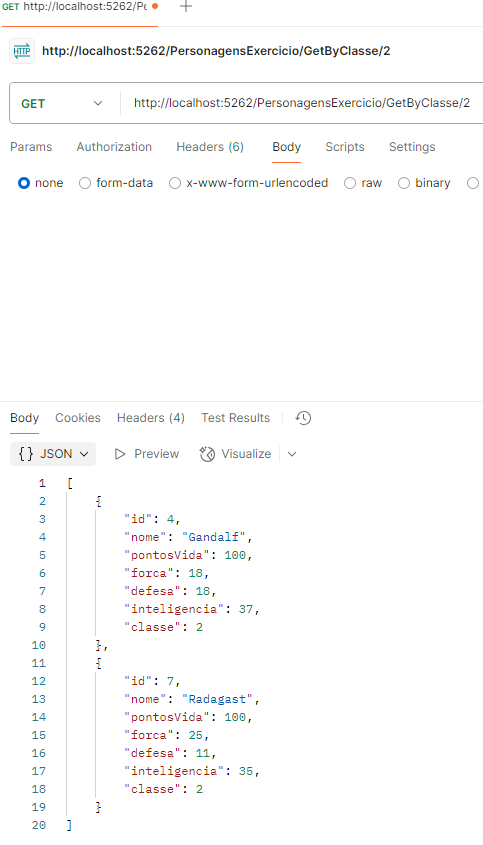 GET http://localhost:5262/Pe
HTTP http://localhost:5262/PersonagensExercicio/GetByClasse/2
GET http://localhost:5262/PersonagensExercicio/GetByClasse/2
Params Authorization Headers (6) Body Scripts Settings
none form-data x-www-form-urlencoded raw binary
Body Cookies Headers (4) Test Results
{} JSON Preview Visualize
1 [
2 {
3 "id": 4,
4 "nome": "Gandalf",
5 "pontosVida": 100,
6 "forca": 18,
7 "defesa": 18,
8 "inteligencia": 37,
9 "classe": 2
10 },
11 {
12 "id": 7,
13 "nome": "Radagast",
14 "pontosVida": 100,
15 "forca": 25,
16 "defesa": 11,
17 "inteligencia": 35,
18 "classe": 2
19 }
20 ]